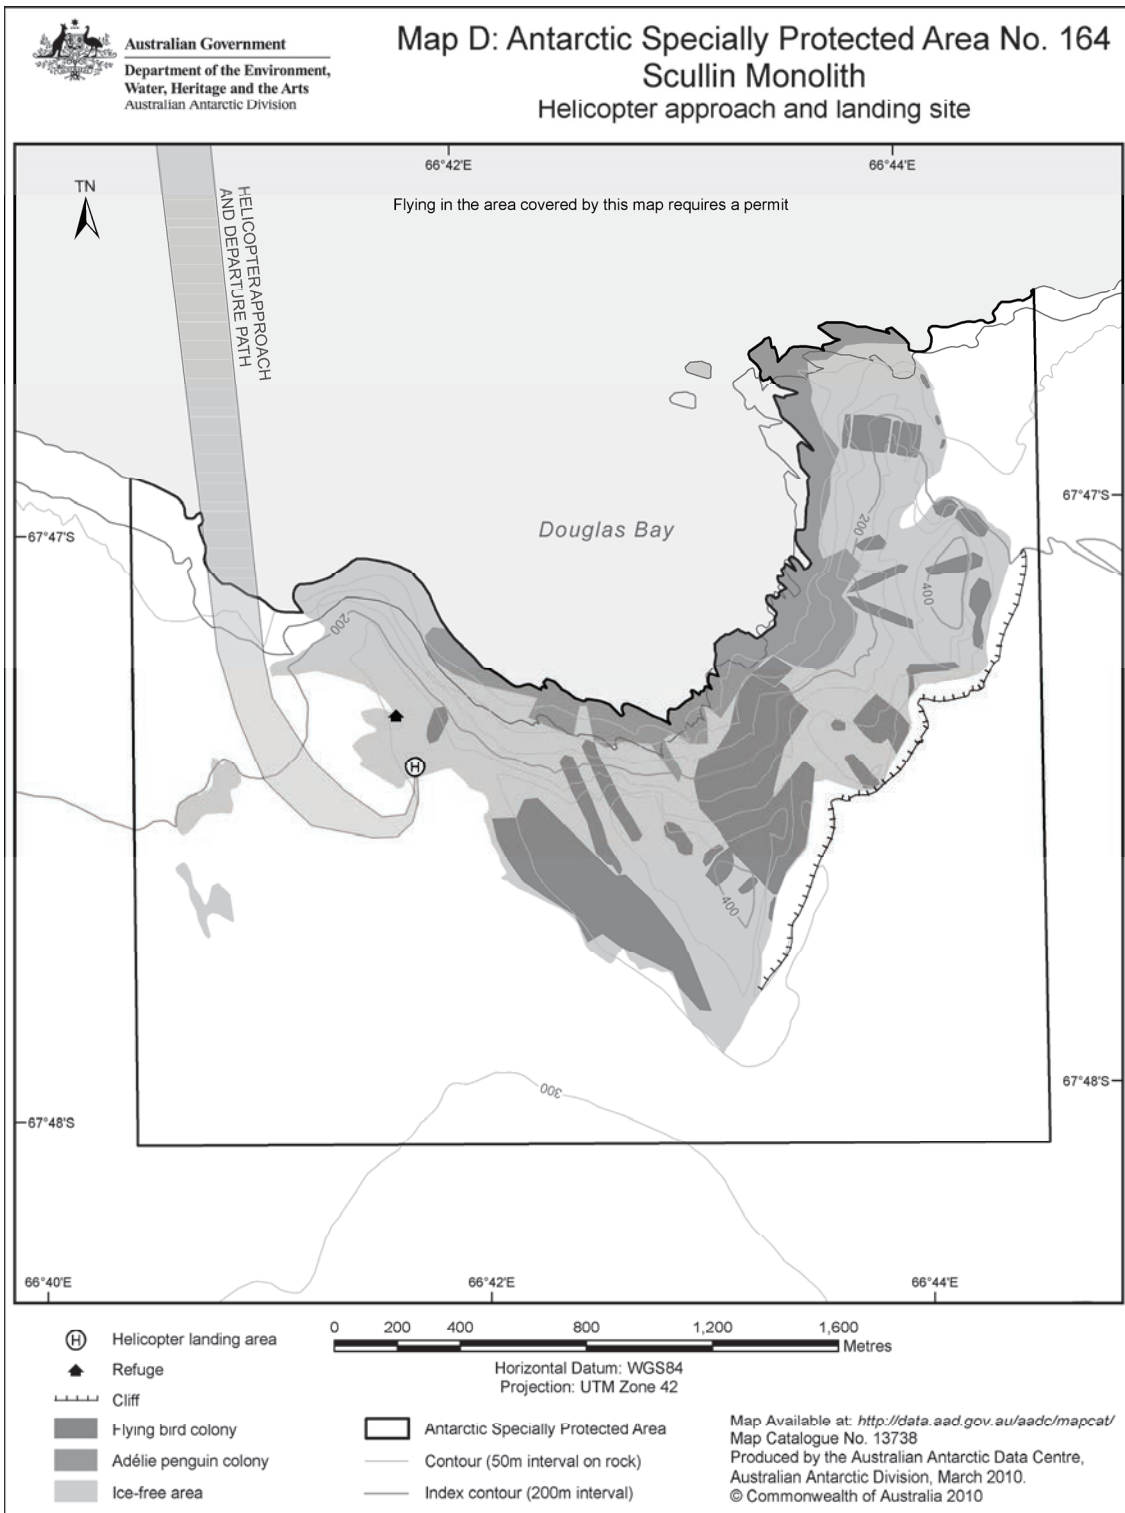 Australian Government
Department of the Environment,
Water, Heritage and the Arts
Australian Antarctic Division
Map D: Antarctic Specially Protected Area No. 164
Scullin Monolith
Helicopter approach and landing site
66°42'E
66°44'E
TN
Flying in the area covered by this map requires a permit
HELICOPTER APPROACH
AND DEPARTURE PATH
67°47'S
Douglas Bay
67°47'S
200
400
200
400
300
67°48'S
67°48'S
66°40'E
66°42'E
66°44'E
H
H
Helicopter landing area
Refuge
Cliff
Flying bird colony
Adélie penguin colony
Ice-free area
0 200 400 800 1,200 1,600
Metres
Horizontal Datum: WGS84
Projection: UTM Zone 42
Antarctic Specially Protected Area
Contour (50m interval on rock)
Index contour (200m interval)
Map Available at: http://data.aad.gov.au/aadc/mapcat/
Map Catalogue No. 13738
Produced by the Australian Antarctic Data Centre,
Australian Antarctic Division, March 2010.
© Commonwealth of Australia 2010